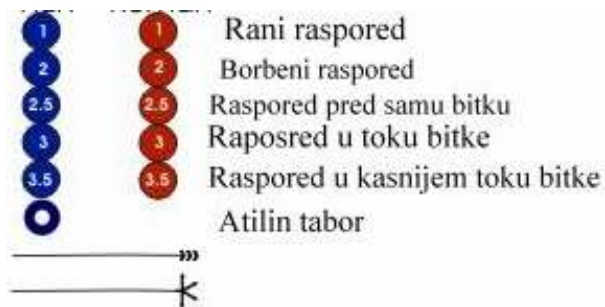 1 1 Rani raspored
2 2 Borbeni raspored
2.5 2.5 Raspored pred samu bitku
3 3 Raposred u toku bitke
3.5 3.5 Raspored u kasnijem toku bitke
Atilin tabor